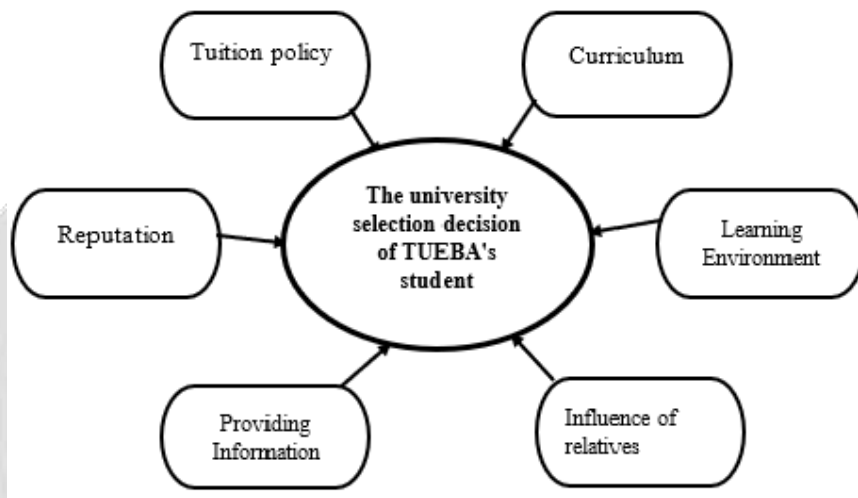 Tuition policy
Curriculum
The university
selection decision
of TUEBA's
student
Reputation
Learning
Environment
Providing
Information
Influence of
relatives